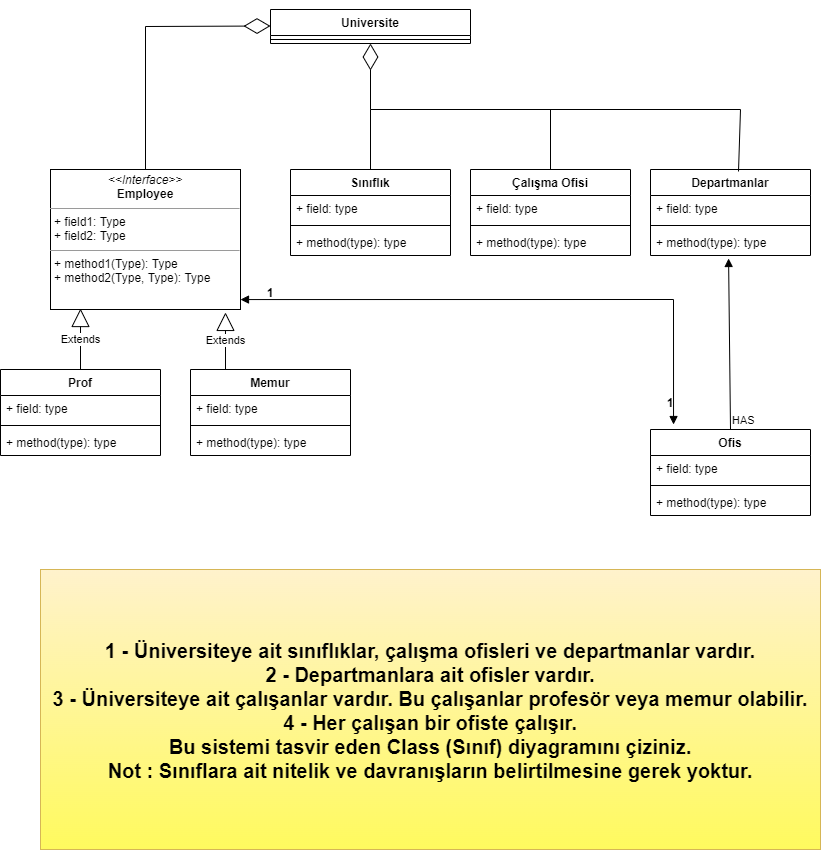 Universite
<<Interface>>
Employee
+ field1: Type
+ field2: Type
+ method1(Type): Type
+ method2(Type, Type): Type
Sınıflık
+ field: type
+ method(type): type
Çalışma Ofisi
+ field: type
+ method(type): type
Departmanlar
+ field: type
+ method(type): type
1
Extends
Extends
Prof
+ field: type
+ method(type): type
Memur
+ field: type
+ method(type): type
1
HAS
Ofis
+ field: type
+ method(type): type
1 - Üniversiteye ait sınıflıklar, çalışma ofisleri ve departmanlar vardır.
2 - Departmanlara ait ofisler vardır.
3 - Üniversiteye ait çalışanlar vardır. Bu çalışanlar profesör veya memur olabilir.
4 - Her çalışan bir ofiste çalışır.
Bu sistemi tasvir eden Class (Sınıf) diyagramını çiziniz.
Not : Sınıflara ait nitelik ve davranışların belirtilmesine gerek yoktur.